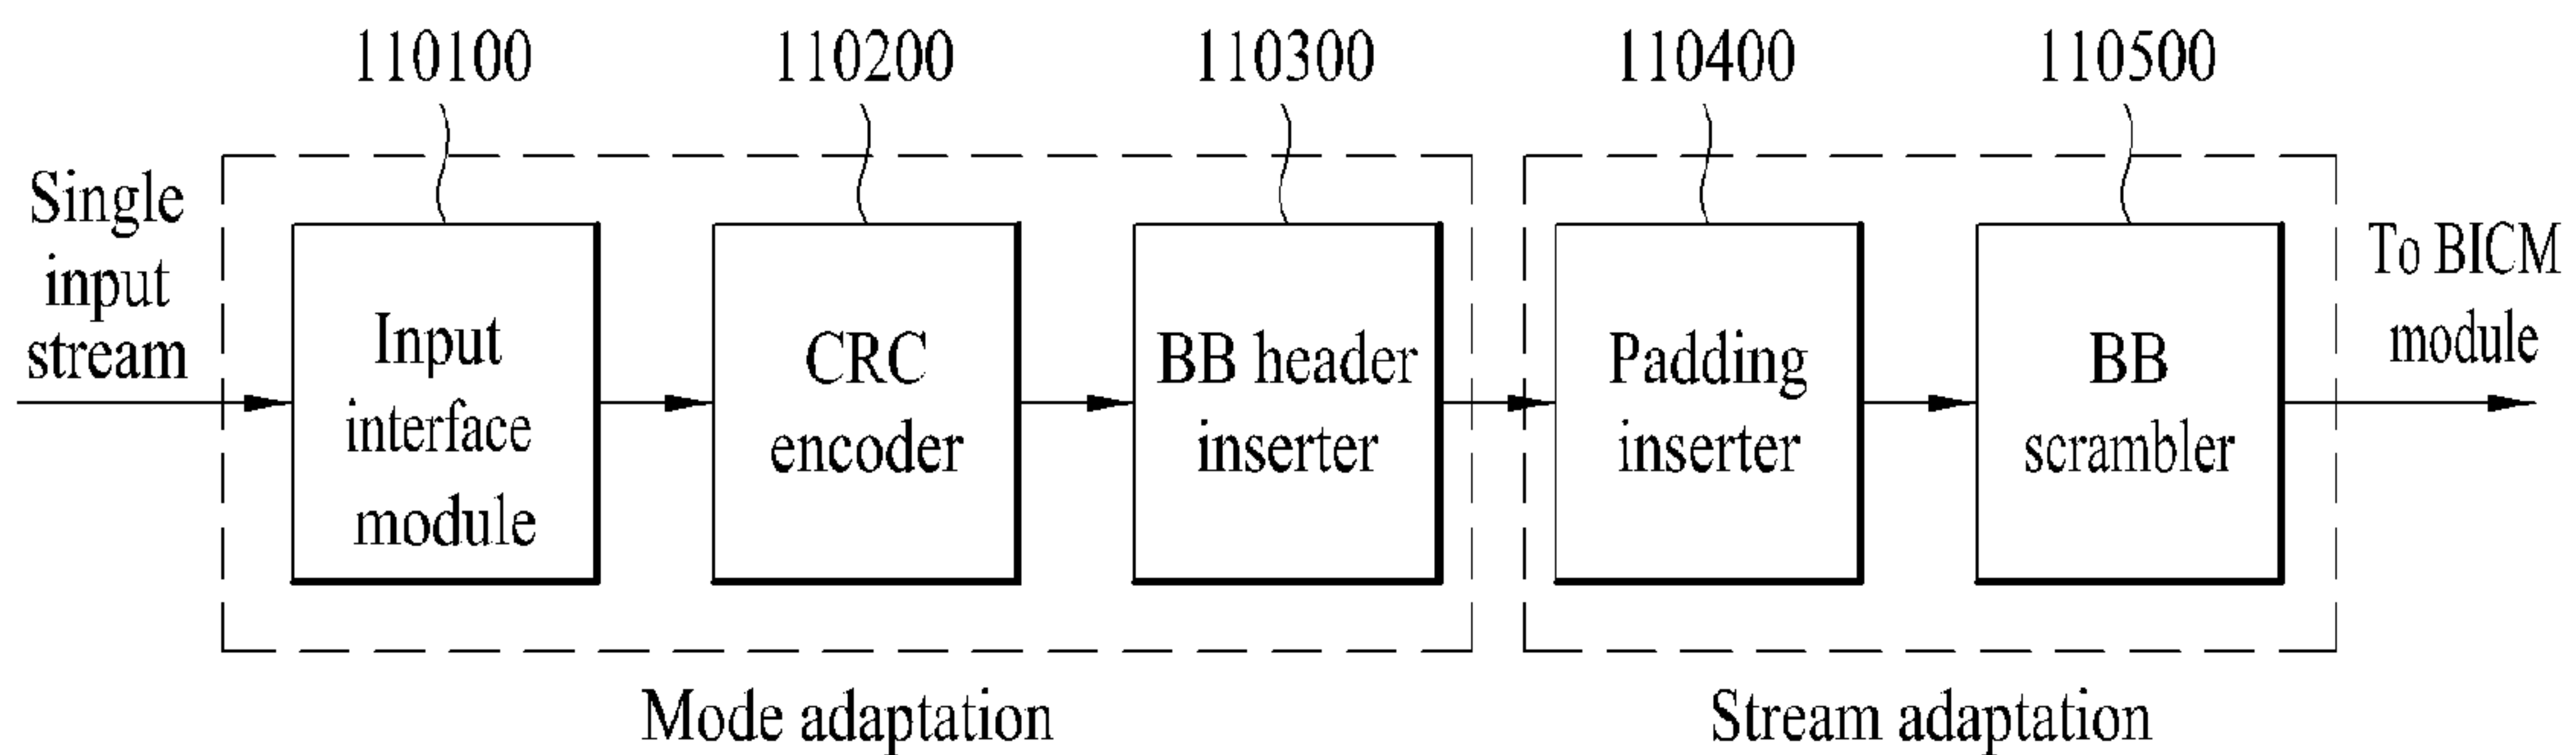 110100 110200 110300 110400 110500
Single
input
stream
Input
interface
module
CRC
encoder
BB header
inserter
Padding
inserter
BB
scrambler
To BICM
module
Mode adaptation
Stream adaptation